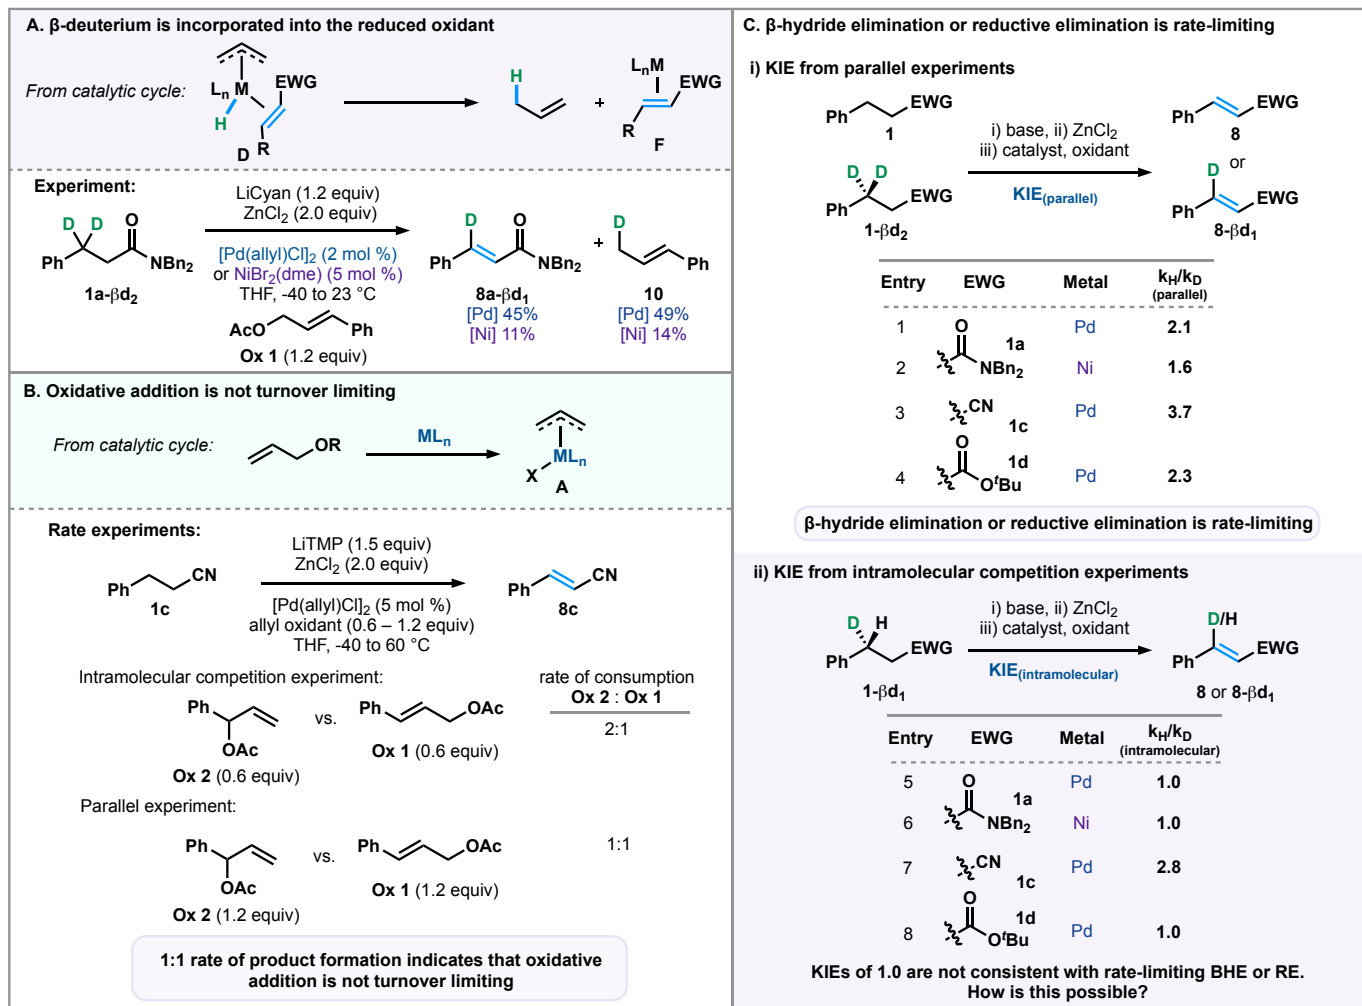 A. β-deuterium is incorporated into the reduced oxidant
From catalytic cycle:
LnM
H
EWG
R
D
H
+
LnM
EWG
R
F
Experiment:
D D
O
Ph
NBn2
1a-βd2
LiCyan (1.2 equiv)
ZnCl2 (2.0 equiv)
[Pd(allyl)Cl]2 (2 mol %)
or NiBr2(dme) (5 mol %)
THF, -40 to 23 °C
AcO
Ph
Ox 1 (1.2 equiv)
D
O
Ph
NBn2
8a-βd1
[Pd] 45%
[Ni] 11%
+
D
Ph
10
[Pd] 49%
[Ni] 14%
B. Oxidative addition is not turnover limiting
From catalytic cycle:
OR
MLn
MLn
X
A
Rate experiments:
Ph
CN
1c
LiTMP (1.5 equiv)
ZnCl2 (2.0 equiv)
[Pd(allyl)Cl]2 (5 mol %)
allyl oxidant (0.6 – 1.2 equiv)
THF, -40 to 60 °C
Ph
CN
8c
Intramolecular competition experiment:
rate of consumption
Ox 2 : Ox 1
Ph
OAc
Ox 2 (0.6 equiv)
vs.
Ph
OAc
Ox 1 (0.6 equiv)
2:1
Parallel experiment:
Ph
OAc
Ox 2 (1.2 equiv)
vs.
Ph
OAc
Ox 1 (1.2 equiv)
1:1
1:1 rate of product formation indicates that oxidative
addition is not turnover limiting
C. β-hydride elimination or reductive elimination is rate-limiting
i) KIE from parallel experiments
Ph
EWG
1
D D
Ph
EWG
1-βd2
i) base, ii) ZnCl2
iii) catalyst, oxidant
KIE(parallel)
Ph
EWG
8
or
D
Ph
EWG
8-βd1
Entry EWG Metal kH/kD (parallel)
1 Pd 2.1
O
NBn2
1a
2 Ni 1.6
3 CN 1c Pd 3.7
O
OtBu
1d
4 Pd 2.3
β-hydride elimination or reductive elimination is rate-limiting
ii) KIE from intramolecular competition experiments
D H
Ph
EWG
1-βd1
i) base, ii) ZnCl2
iii) catalyst, oxidant
KIE(intramolecular)
D/H
Ph
EWG
8 or 8-βd1
Entry EWG Metal kH/kD (intramolecular)
5 Pd 1.0
O
NBn2
1a
6 Ni 1.0
7 CN 1c Pd 2.8
O
OtBu
1d
8 Pd 1.0
KIEs of 1.0 are not consistent with rate-limiting BHE or RE.
How is this possible?